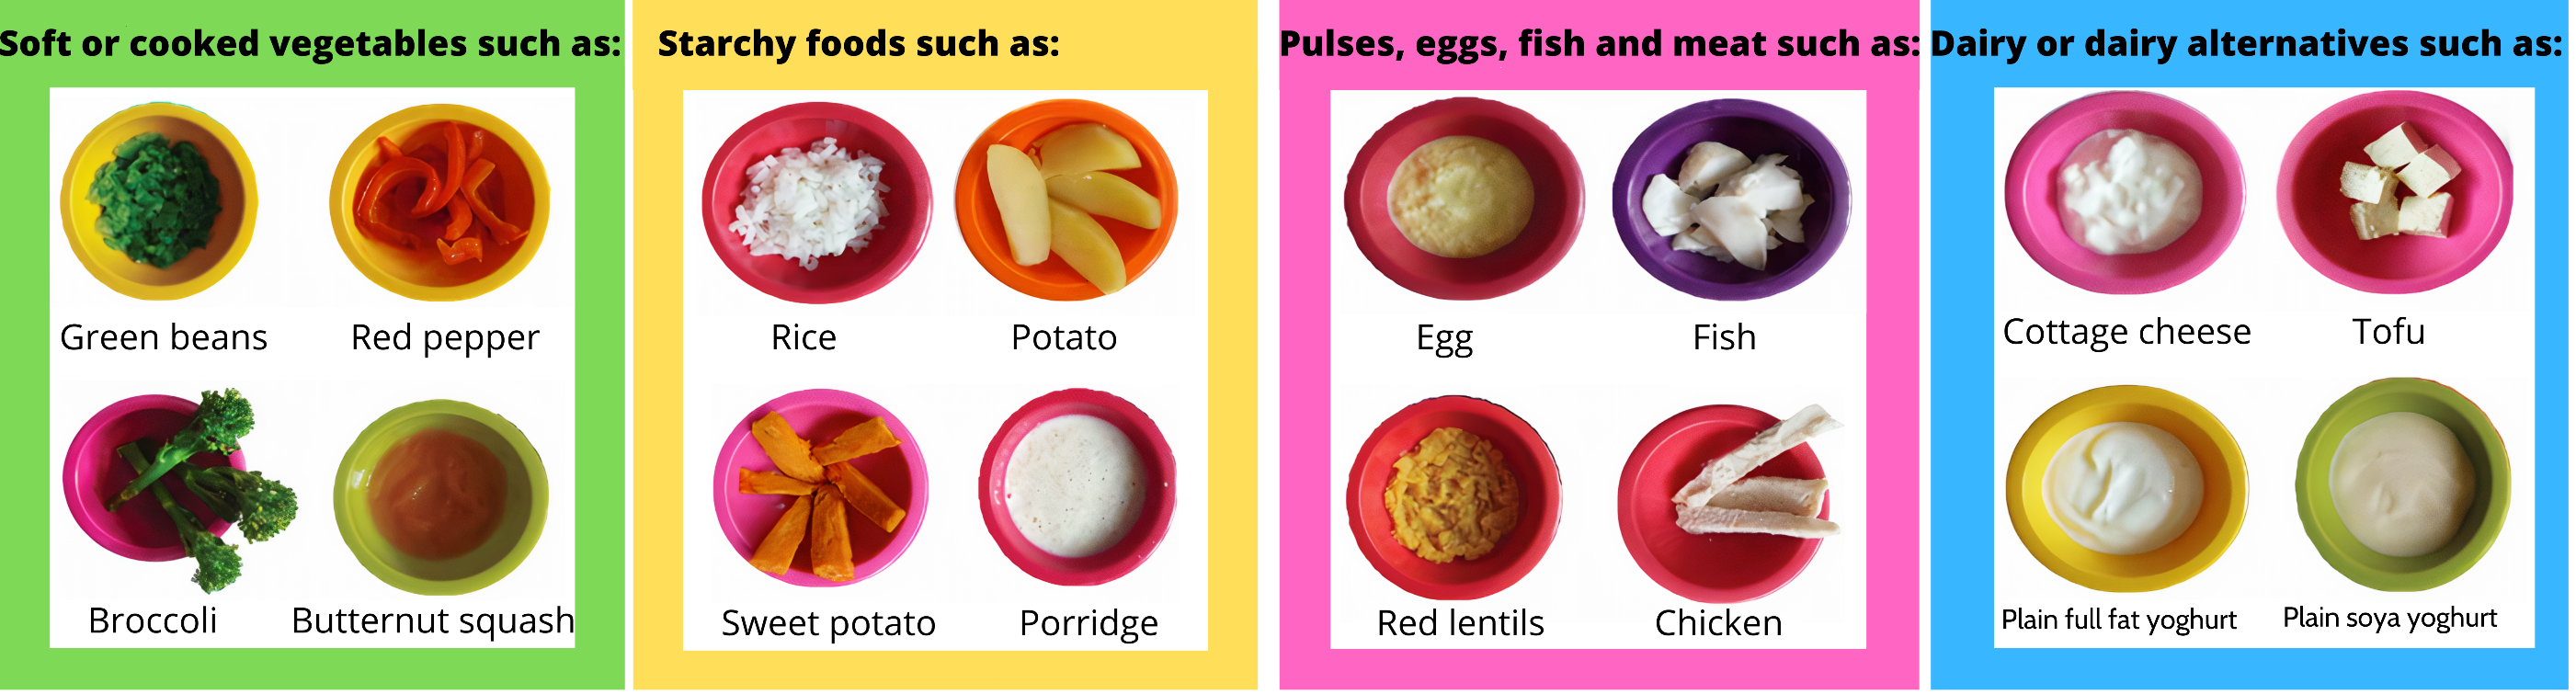 Soft or cooked vegetables such as:
Green beans
Red pepper
Broccoli
Butternut squash
Starchy foods such as:
Rice
Potato
Sweet potato
Porridge
Pulses, eggs, fish and meat such as:
Egg
Fish
Red lentils
Chicken
Dairy or dairy alternatives such as:
Cottage cheese
Tofu
Plain full fat yoghurt
Plain soya yoghurt